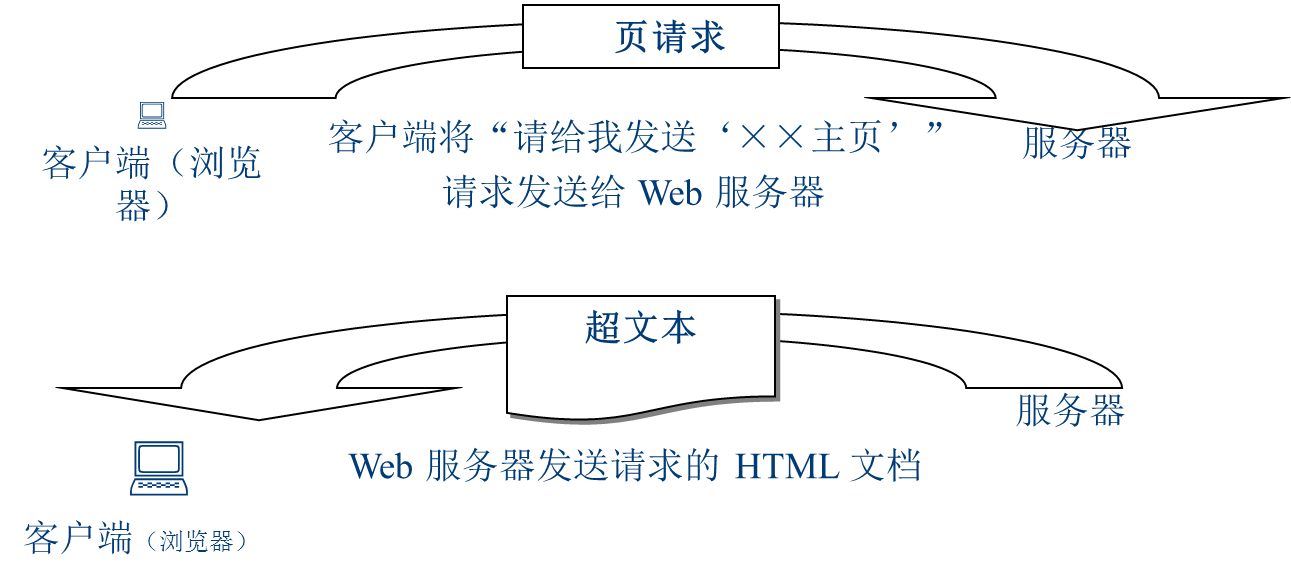 页请求
客户端将“请给我发送‘××主页’”
请求发送给 Web 服务器
客户端（浏览
器）
服务器
超文本
服务器
Web 服务器发送请求的 HTML 文档
客户端（浏览器）